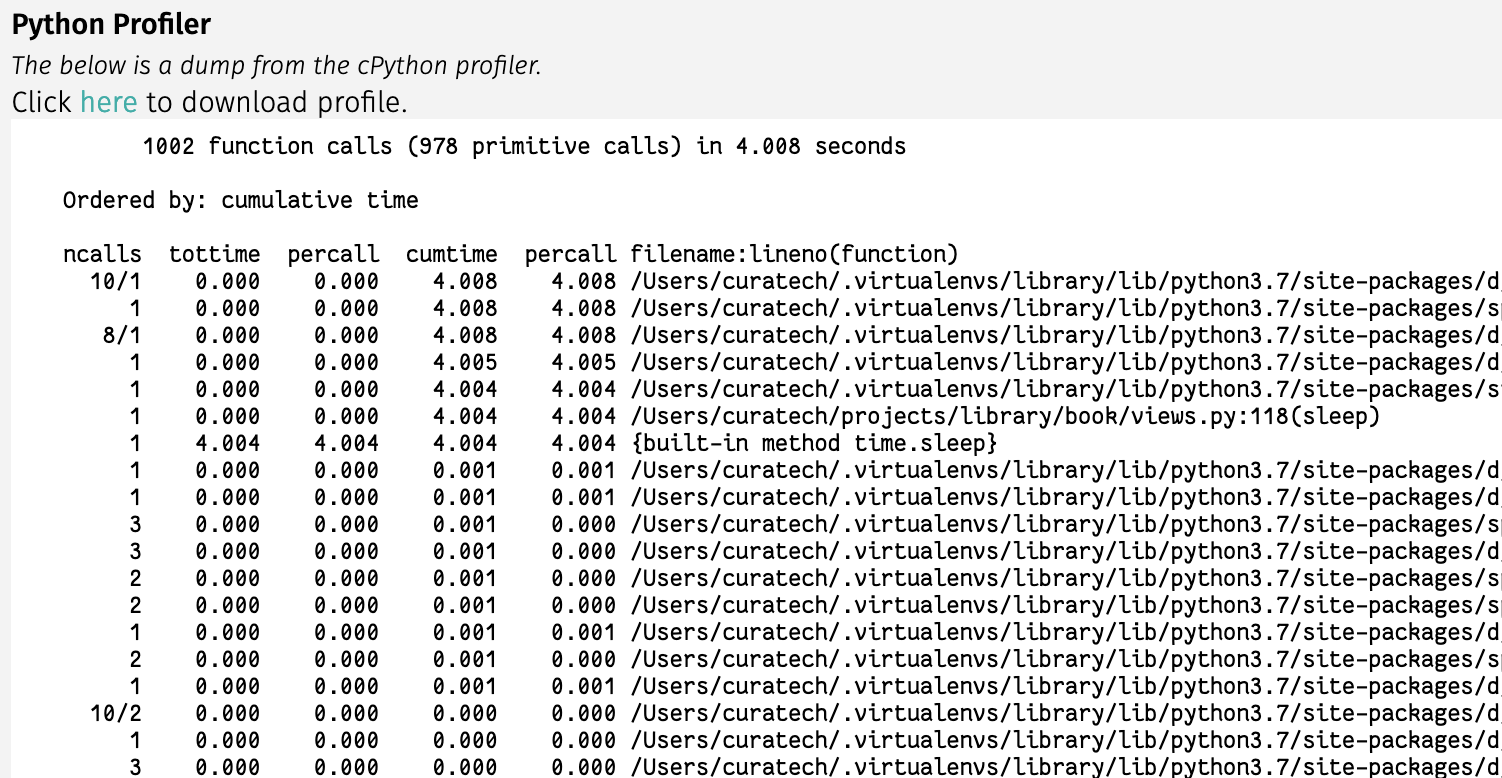 Python Profiler
The below is a dump from the cPython profiler.
Click here to download profile.
1002 function calls (978 primitive calls) in 4.008 seconds
Ordered by: cumulative time
ncalls tottime percall cumtime percall filename:lineno(function)
10/1 0.000 0.000 4.008 4.008 /Users/curatech/.virtualenvs/library/lib/python3.7/site-packages/d
1 0.000 0.000 4.008 4.008 /Users/curatech/.virtualenvs/library/lib/python3.7/site-packages/s
8/1 0.000 0.000 4.008 4.008 /Users/curatech/.virtualenvs/library/lib/python3.7/site-packages/d
1 0.000 0.000 4.005 4.005 /Users/curatech/.virtualenvs/library/lib/python3.7/site-packages/d
1 0.000 0.000 4.004 4.004 /Users/curatech/.virtualenvs/library/lib/python3.7/site-packages/s
1 0.000 0.000 4.004 4.004 /Users/curatech/projects/library/book/views.py:118(sleep)
1 4.004 4.004 4.004 4.004 {built-in method time.sleep}
1 0.000 0.000 0.001 0.001 /Users/curatech/.virtualenvs/library/lib/python3.7/site-packages/d
1 0.000 0.000 0.001 0.001 /Users/curatech/.virtualenvs/library/lib/python3.7/site-packages/d
3 0.000 0.000 0.001 0.000 /Users/curatech/.virtualenvs/library/lib/python3.7/site-packages/s
3 0.000 0.000 0.001 0.000 /Users/curatech/.virtualenvs/library/lib/python3.7/site-packages/d
2 0.000 0.000 0.001 0.000 /Users/curatech/.virtualenvs/library/lib/python3.7/site-packages/s
2 0.000 0.000 0.001 0.000 /Users/curatech/.virtualenvs/library/lib/python3.7/site-packages/s
1 0.000 0.000 0.001 0.001 /Users/curatech/.virtualenvs/library/lib/python3.7/site-packages/d
2 0.000 0.000 0.001 0.000 /Users/curatech/.virtualenvs/library/lib/python3.7/site-packages/s
1 0.000 0.000 0.001 0.001 /Users/curatech/.virtualenvs/library/lib/python3.7/site-packages/d
10/2 0.000 0.000 0.000 0.000 /Users/curatech/.virtualenvs/library/lib/python3.7/site-packages/d
1 0.000 0.000 0.000 0.000 /Users/curatech/.virtualenvs/library/lib/python3.7/site-packages/d
3 0.000 0.000 0.000 0.000 /Users/curatech/.virtualenvs/library/lib/python3.7/site-packages/d